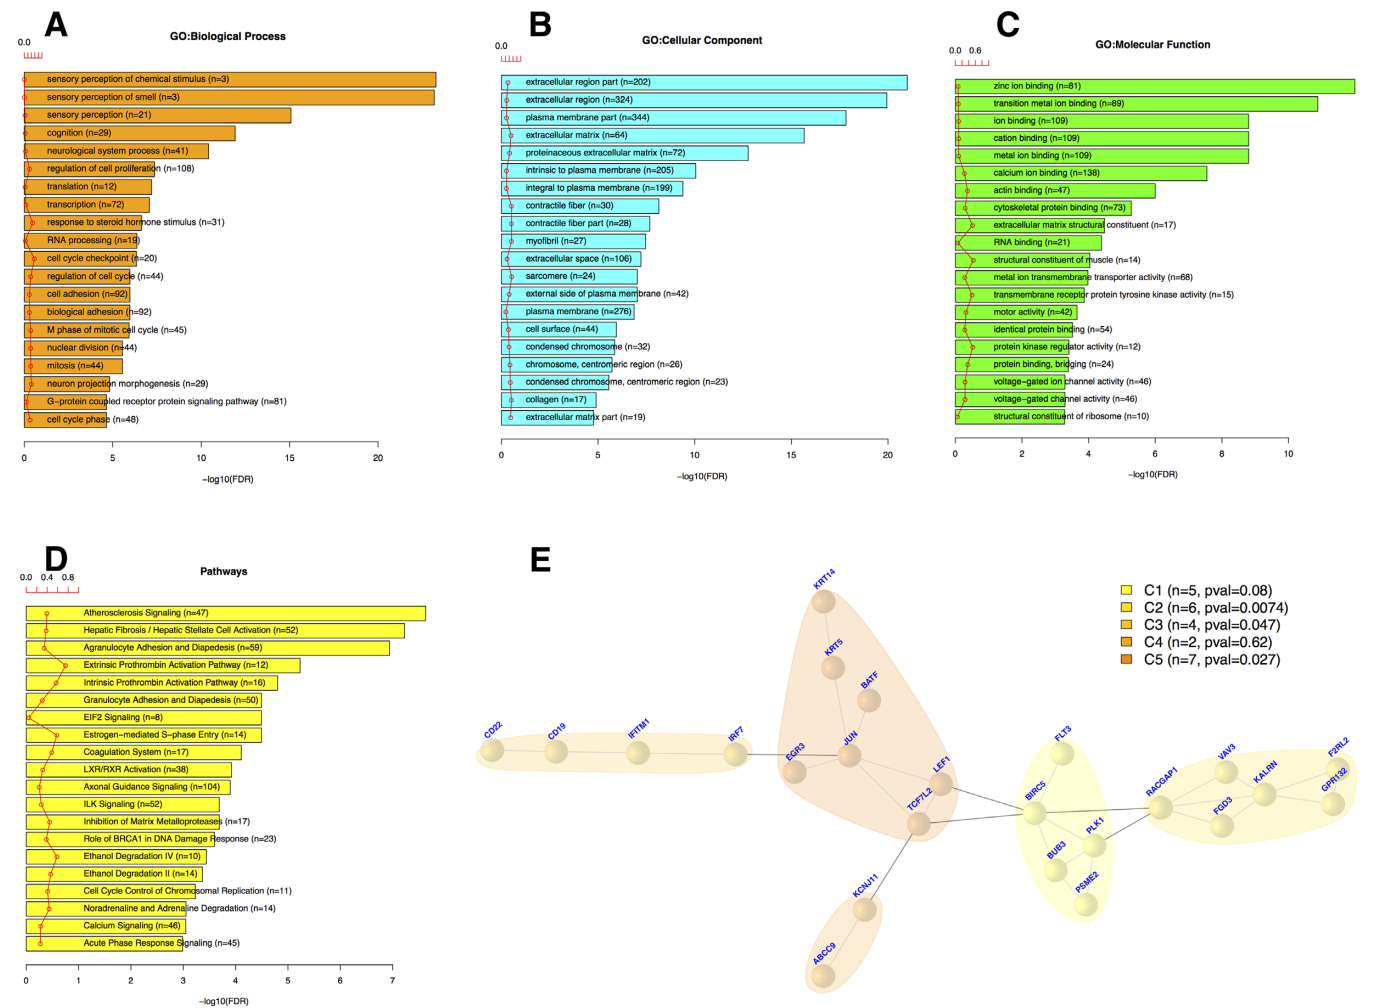 A
GO:Biological Process
0.0
sensory perception of chemical stimulus (n=3)
sensory perception of smell (n=3)
sensory perception (n=21)
cognition (n=29)
neurological system process (n=41)
regulation of cell proliferation (n=108)
translation (n=12)
transcription (n=72)
response to steroid hormone stimulus (n=31)
RNA processing (n=19)
cell cycle checkpoint (n=20)
regulation of cell cycle (n=44)
cell adhesion (n=92)
biological adhesion (n=92)
M phase of mitotic cell cycle (n=45)
nuclear division (n=44)
mitosis (n=44)
neuron projection morphogenesis (n=29)
G−protein coupled receptor protein signaling pathway (n=81)
cell cycle phase (n=48)
0 5 10 15 20
−log10(FDR)
B
GO:Cellular Component
0.0
extracellular region part (n=202)
extracellular region (n=324)
plasma membrane part (n=344)
extracellular matrix (n=64)
proteinaceous extracellular matrix (n=72)
intrinsic to plasma membrane (n=205)
integral to plasma membrane (n=199)
contractile fiber (n=30)
contractile fiber part (n=28)
myofibril (n=27)
extracellular space (n=106)
sarcomere (n=24)
external side of plasma membrane (n=42)
plasma membrane (n=276)
cell surface (n=44)
condensed chromosome (n=32)
chromosome, centromeric region (n=26)
condensed chromosome, centromeric region (n=23)
collagen (n=17)
extracellular matrix part (n=19)
0 5 10 15 20
−log10(FDR)
C
GO:Molecular Function
0.0 0.6
zinc ion binding (n=81)
transition metal ion binding (n=89)
ion binding (n=109)
cation binding (n=109)
metal ion binding (n=109)
calcium ion binding (n=138)
actin binding (n=47)
cytoskeletal protein binding (n=73)
extracellular matrix structural constituent (n=17)
RNA binding (n=21)
structural constituent of muscle (n=14)
metal ion transmembrane transporter activity (n=68)
transmembrane receptor protein tyrosine kinase activity (n=15)
motor activity (n=42)
identical protein binding (n=54)
protein kinase regulator activity (n=12)
protein binding, bridging (n=24)
voltage−gated ion channel activity (n=46)
voltage−gated channel activity (n=46)
structural constituent of ribosome (n=10)
0 2 4 6 8 10
−log10(FDR)
D
Pathways
0.0 0.4 0.8
Atherosclerosis Signaling (n=47)
Hepatic Fibrosis / Hepatic Stellate Cell Activation (n=52)
Agranulocyte Adhesion and Diapedesis (n=59)
Extrinsic Prothrombin Activation Pathway (n=12)
Intrinsic Prothrombin Activation Pathway (n=16)
Granulocyte Adhesion and Diapedesis (n=50)
EIF2 Signaling (n=8)
Estrogen−mediated S−phase Entry (n=14)
Coagulation System (n=17)
LXR/RXR Activation (n=38)
Axonal Guidance Signaling (n=104)
ILK Signaling (n=52)
Inhibition of Matrix Metalloproteases (n=17)
Role of BRCA1 in DNA Damage Response (n=23)
Ethanol Degradation IV (n=10)
Ethanol Degradation II (n=14)
Cell Cycle Control of Chromosomal Replication (n=11)
Noradrenaline and Adrenaline Degradation (n=14)
Calcium Signaling (n=46)
Acute Phase Response Signaling (n=45)
0 1 2 3 4 5 6 7
−log10(FDR)
E
C1 (n=5, pval=0.08)
C2 (n=6, pval=0.0074)
C3 (n=4, pval=0.047)
C4 (n=2, pval=0.62)
C5 (n=7, pval=0.027)
KRT14
KRT5
BATF
CD22
CD19
IFITM1
IRF7
EGR3
JUN
LEF1
TCF7L2
KCNJ11
ABCC9
FLT3
BIRC5
PLK1
BUB3
PSME2
RACGAP1
VAV3
KALRN
FGD3
F2RL2
GPR132